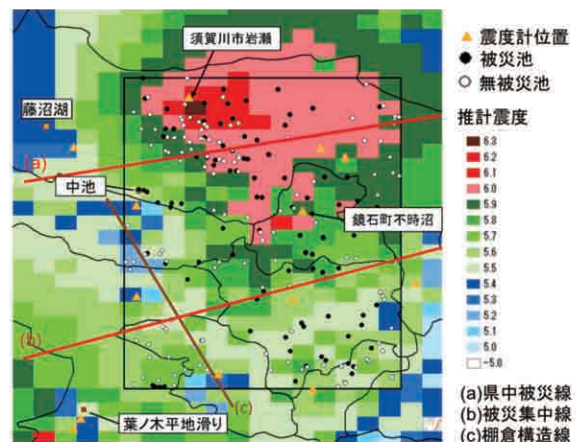 須賀川市岩瀬
藤沼湖
(a)
中池
鏡石町不時沼
(b)
(c)
葉ノ木平地滑り
震度計位置
被災池
無被災池
推計震度
6.3
6.2
6.1
6.0
5.9
5.8
5.7
5.6
5.5
5.4
5.3
5.2
5.1
5.0
-5.0
(a)県中被災線
(b)被災集中線
(c)棚倉構造線